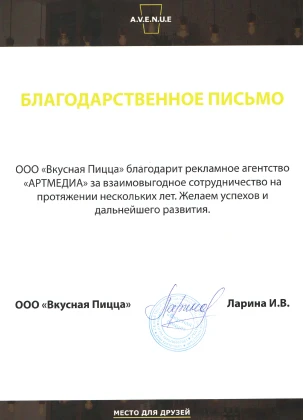 A.V.E.N.U.E
БЛАГОДАРСТВЕННОЕ ПИСЬМО
ООО «Вкусная Пицца» благодарит рекламное агентство
«АРТМЕДИА» за взаимовыгодное сотрудничество на
протяжении нескольких лет. Желаем успехов и
дальнейшего развития.
ООО «Вкусная Пицца»
Ларина И.В.
МЕСТО ДЛЯ ДРУЗЕЙ